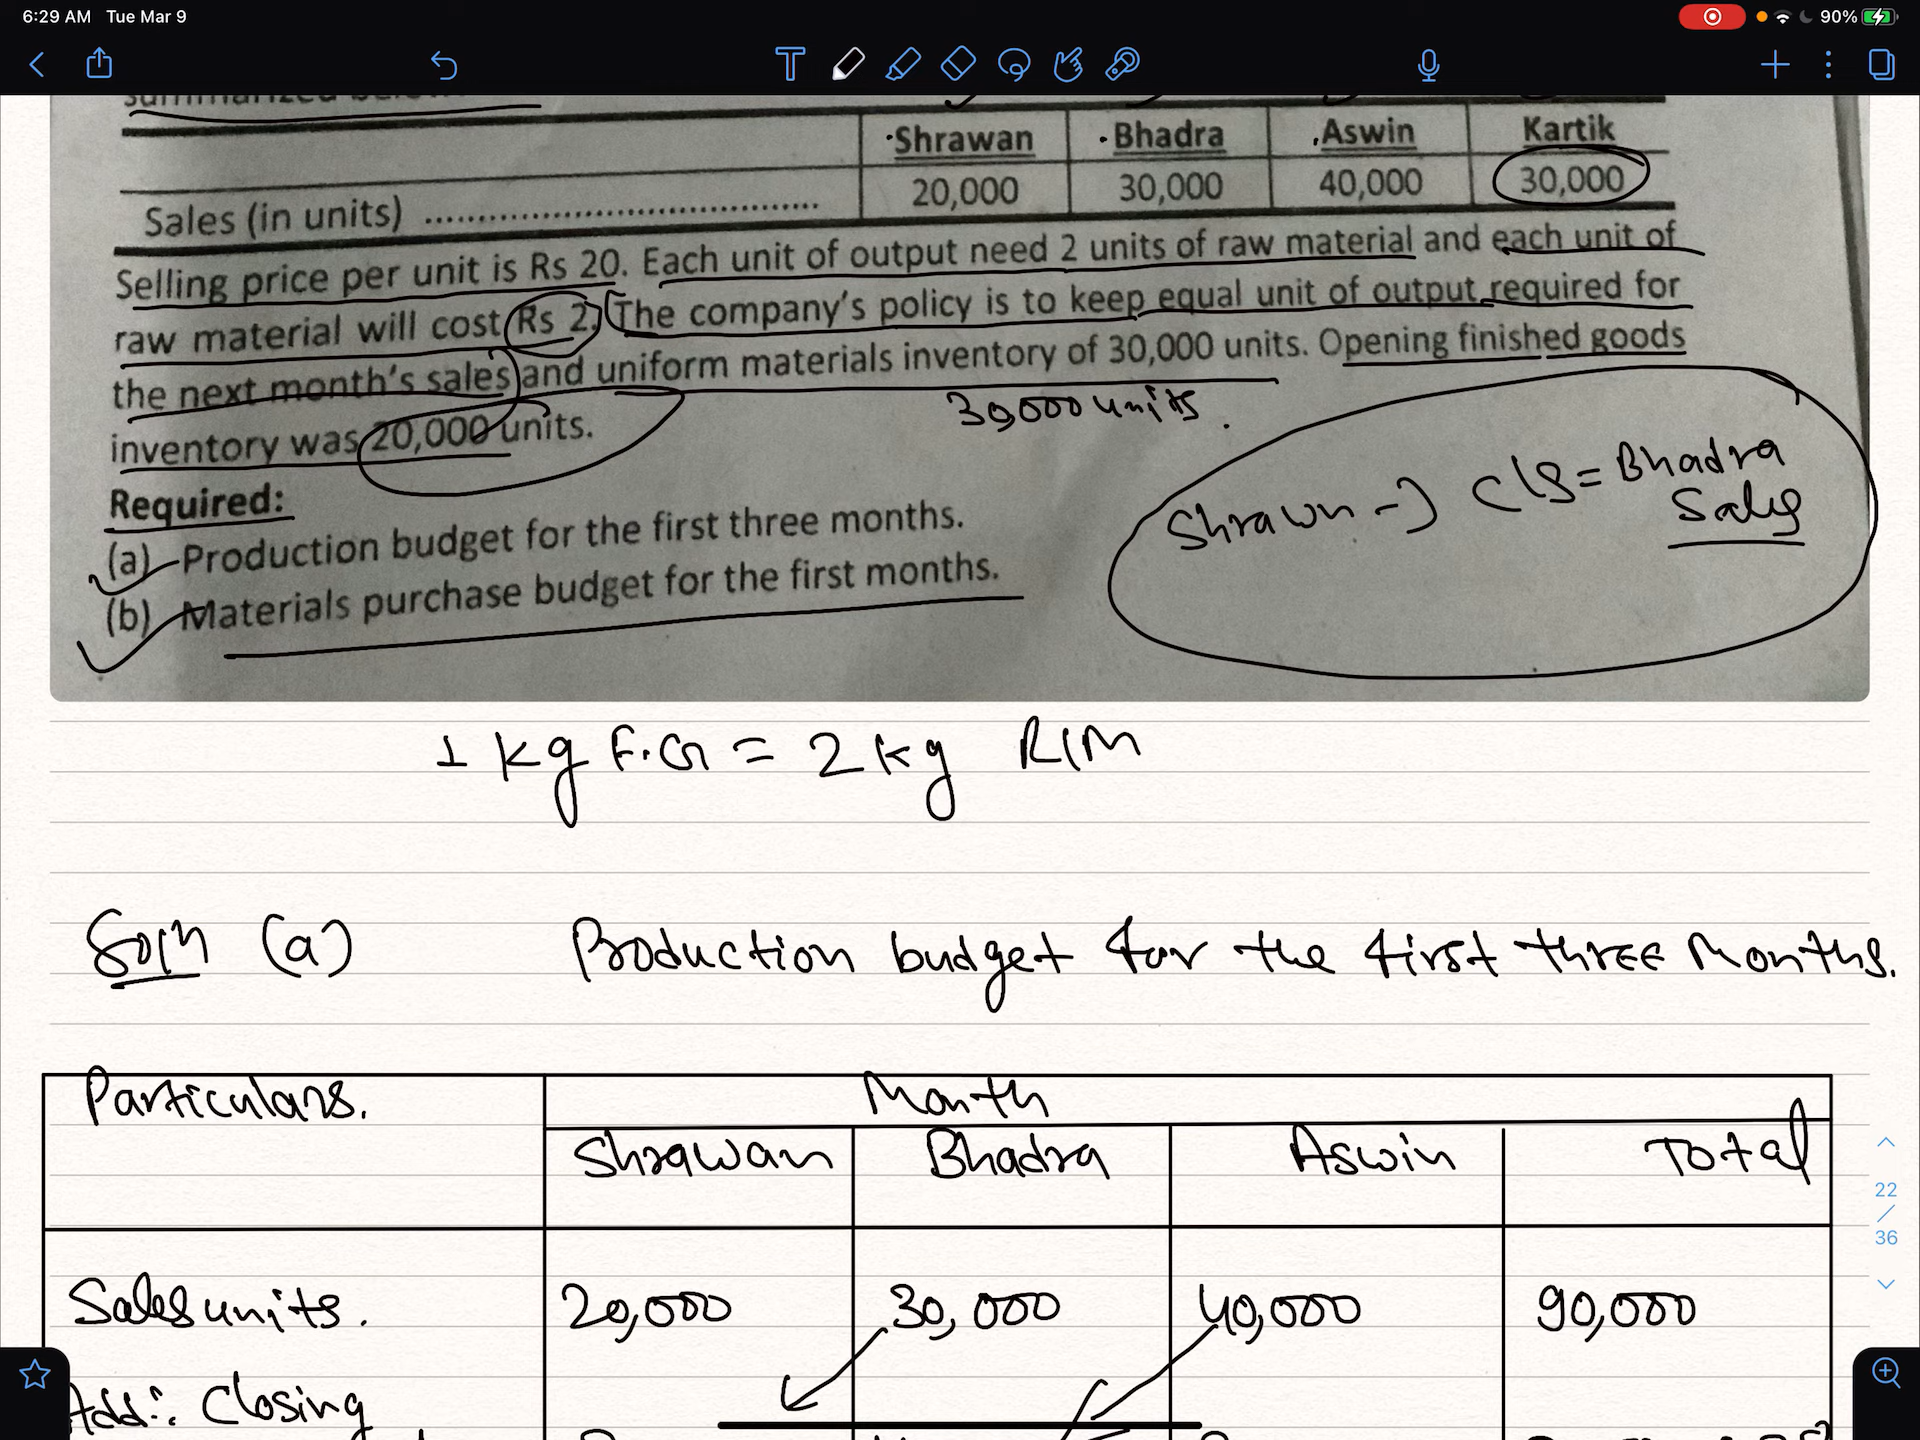 6:29 AM Tue Mar 9
90%
summarized below
Shrawan Bhadra Aswin Kartik
Sales (in units) ........................................ 20,000 30,000 40,000 30,000
Selling price per unit is Rs 20. Each unit of output need 2 units of raw material and each unit of
raw material will cost Rs 2. The company's policy is to keep equal unit of output required for
the next month's sales and uniform materials inventory of 30,000 units. Opening finished goods
30,000 units.
inventory was 20,000 units.
Shrawn → C/S = Bhadra
Sales
Required:
(a) Production budget for the first three months.
(b) Materials purchase budget for the first months.
1 kg F.G = 2 kg R/M
Soln (a) Production budget for the first three Months.
Particulars. Month
Shrawan Bhadra Aswin Total
Sales units. 20,000 30,000 40,000 90,000
Add:. Closing
22
/
36